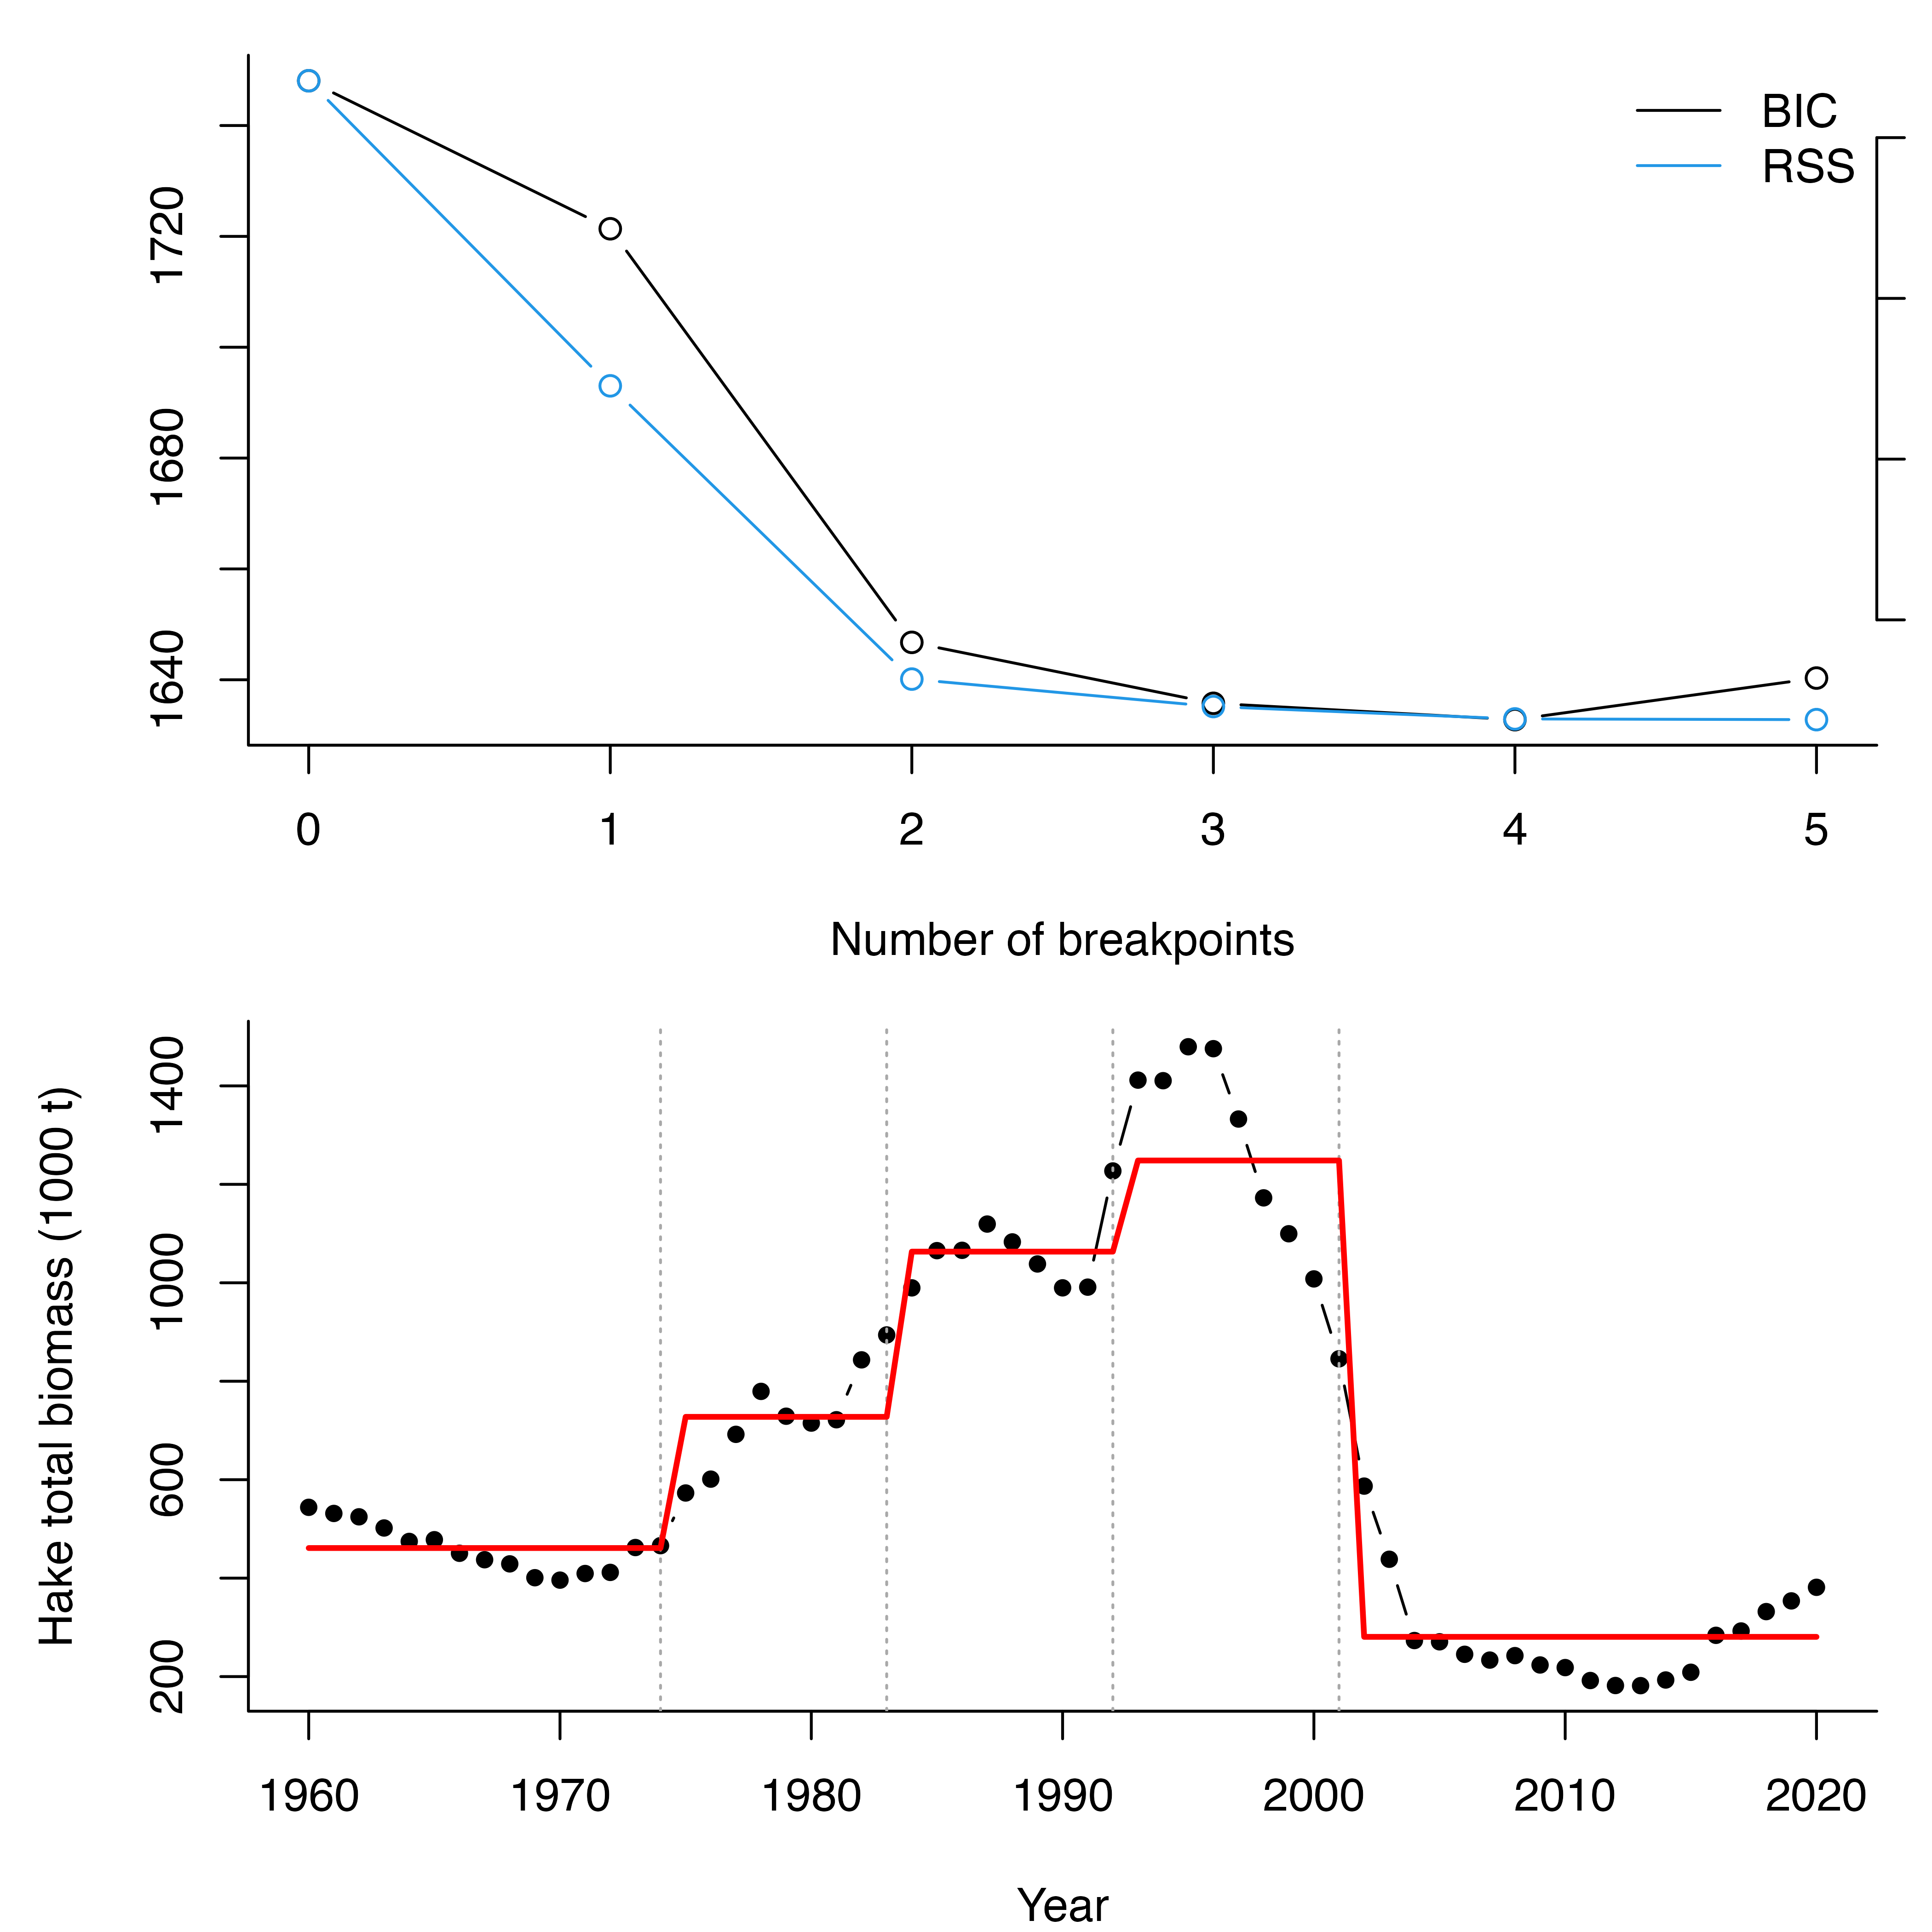 BIC
RSS
1720
1680
1640
0 1 2 3 4 5
Number of breakpoints
Hake total biomass (1000 t)
1400
1000
600
200
1960 1970 1980 1990 2000 2010 2020
Year